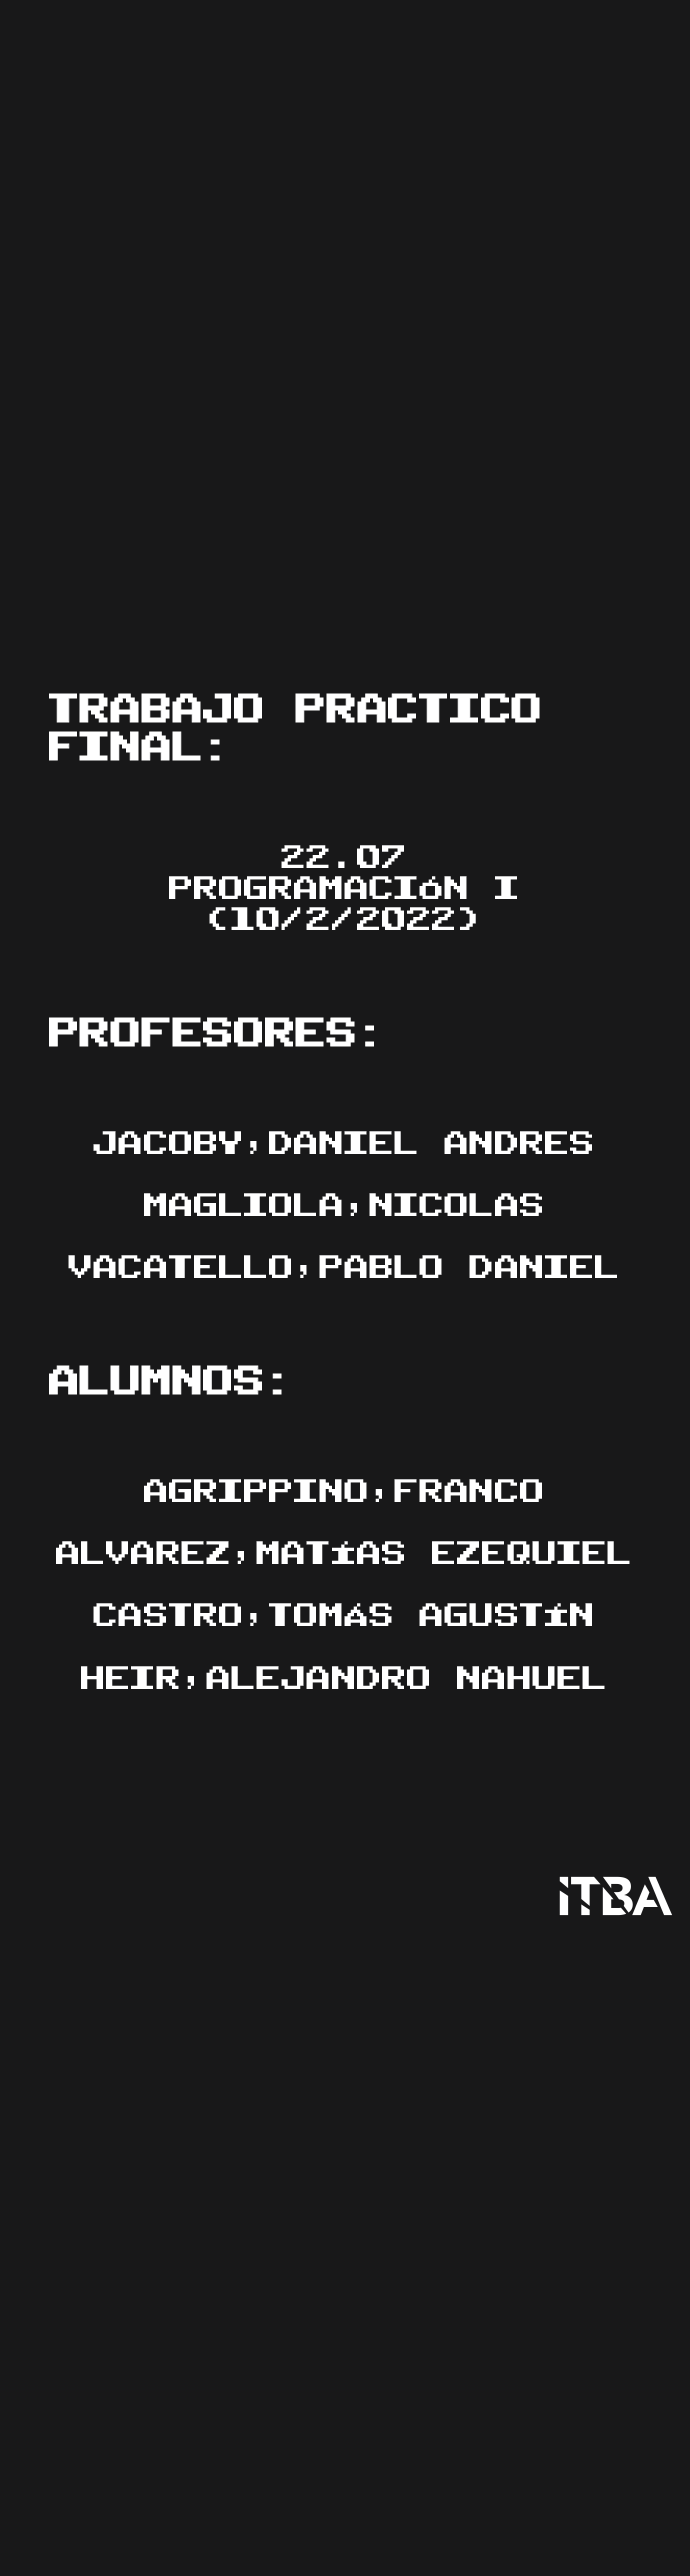 TRABAJO PRACTICO
FINAL:
22.07
PROGRAMACIóN I
(10/2/2022)
PROFESORES:
JACOBY,DANIEL ANDRES
MAGLIOLA,NICOLAS
VACATELLO,PABLO DANIEL
ALUMNOS:
AGRIPPINO,FRANCO
ALVAREZ,MATíAS EZEQUIEL
CASTRO,TOMáS AGUSTíN
HEIR,ALEJANDRO NAHUEL
iTBA